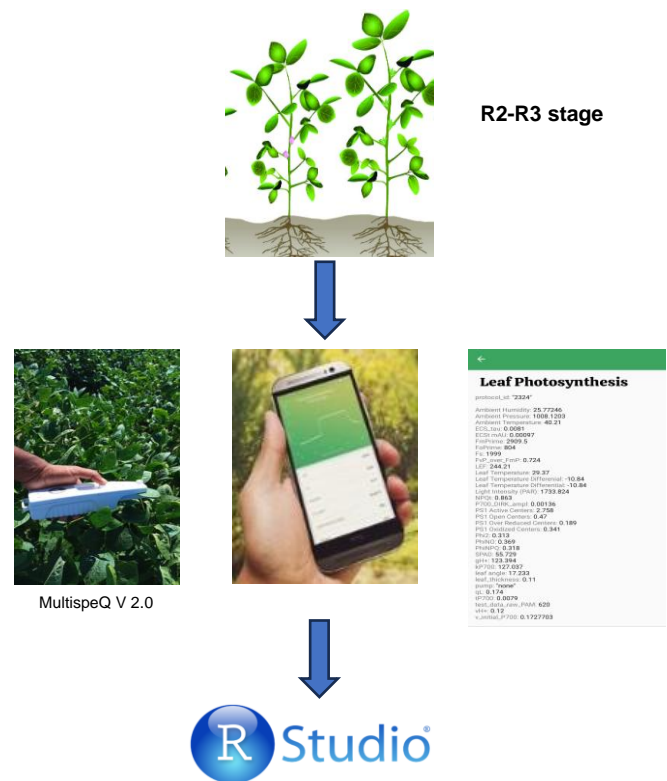 R2-R3 stage
Leaf Photosynthesis
protocol_id: "2324"
Ambient Humidity: 25.77246
Ambient Pressure: 1008.1203
Ambient Temperature: 40.21
ECS_tau: 0.0081
ECSt mAU: 0.00097
FmPrime: 2909.5
FoPrime: 804
Fs: 1999
FvP_over_FmP: 0.724
LEF: 244.21
Leaf Temperature: 29.37
Leaf Temperature Differential: -10.84
Leaf Temperature Differential: -10.84
Light Intensity (PAR): 1733.824
NPQt: 0.863
P700_DIRK_ampl: 0.00136
PS1 Active Centers: 2.758
PS1 Open Centers: 0.47
PS1 Over Reduced Centers: 0.189
PS1 Oxidized Centers: 0.341
Phi2: 0.313
PhiNO: 0.369
PhiNPQ: 0.318
SPAD: 55.729
gH+: 123.394
kP700: 127.037
leaf angle: 17.233
leaf_thickness: 0.11
pump: "none"
qL: 0.174
tP700: 0.0079
test_data_raw_PAM: 620
vH+: 0.12
v_initial_P700: 0.1727703
MultispeQ V 2.0
R Studio®